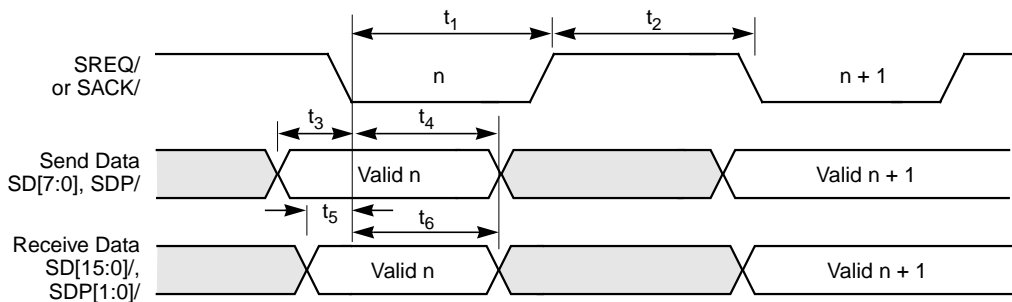 t1
t2
SREQ/
or SACK/
n
n + 1
t3
t4
Send Data
SD[7:0], SDP/
Valid n
Valid n + 1
t5
t6
Receive Data
SD[15:0]/,
SDP[1:0]/
Valid n
Valid n + 1